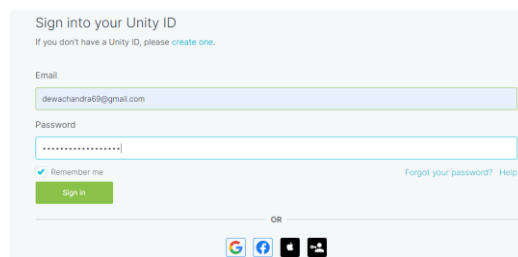 Sign into your Unity ID
If you don't have a Unity ID, please create one.
Email
dewachandra69@gmail.com
Password
••••••••••••••••••
Remember me
Forgot your password? Help
Sign in
OR